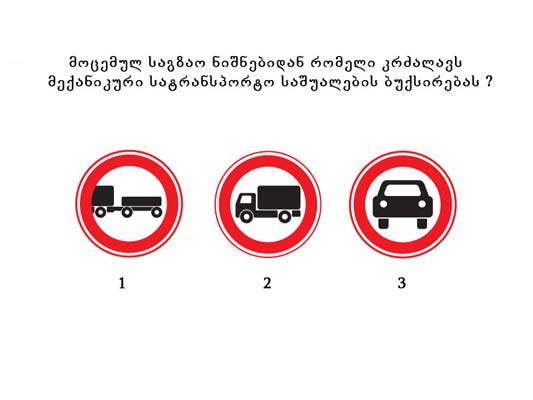 მოცემულ საგზაო ნიშნებიდან რომელი კრძალავს
მექანიკური სატრანსპორტო საშუალების ბუქსირებას ?
1 2 3